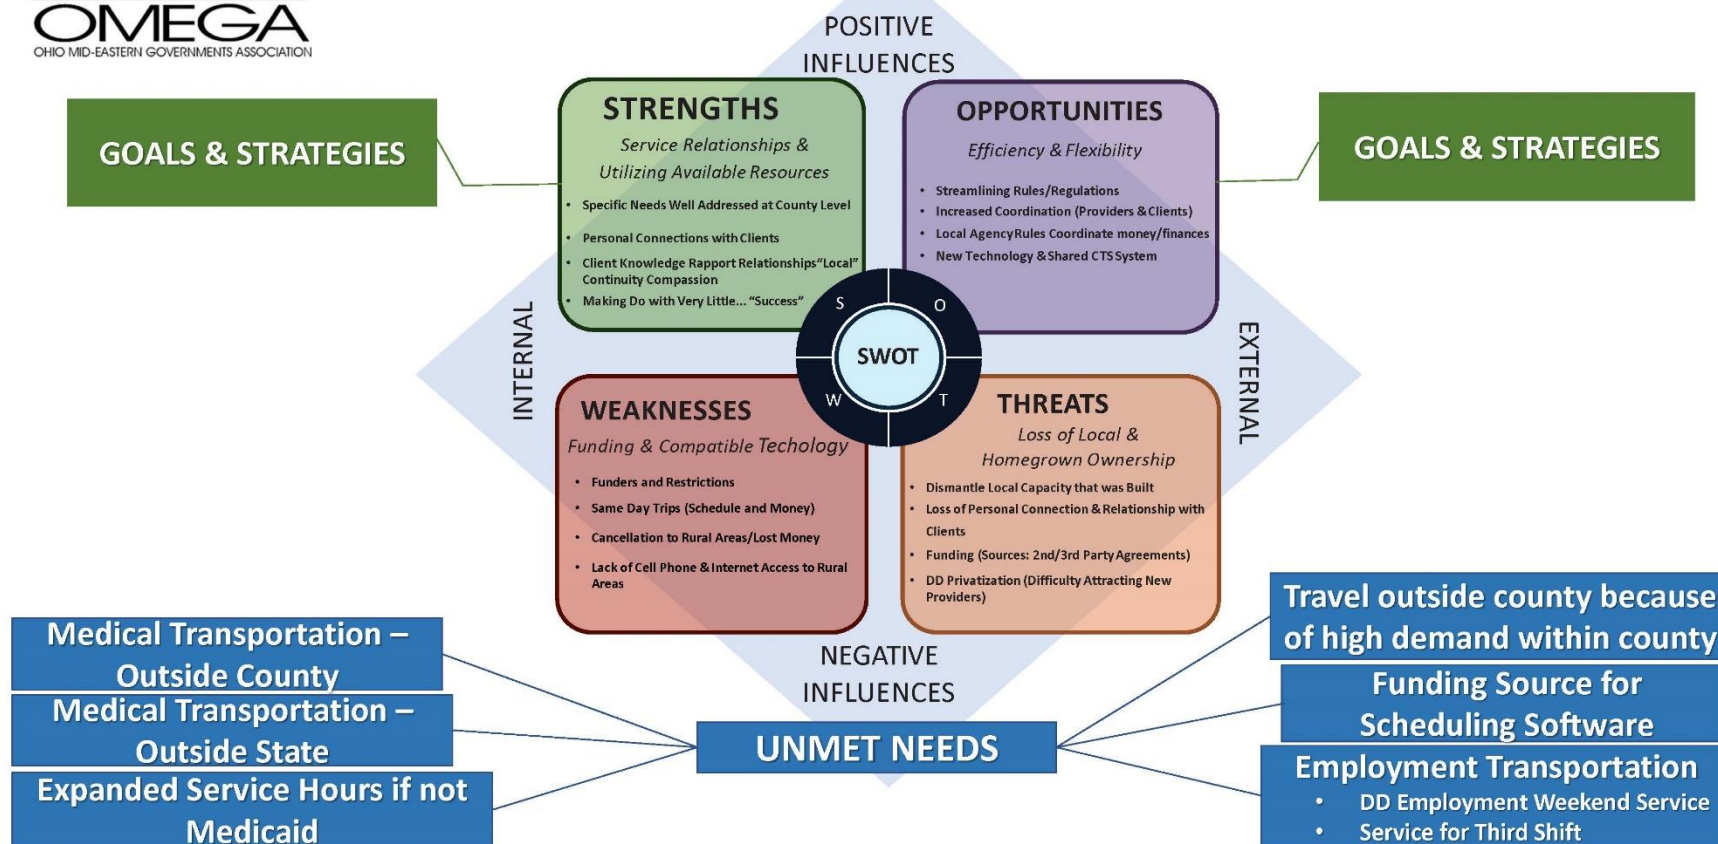 OMEGA
OHIO MID-EASTERN GOVERNMENTS ASSOCIATION
POSITIVE
INFLUENCES
GOALS & STRATEGIES
STRENGTHS
Service Relationships &
Utilizing Available Resources
• Specific Needs Well Addressed at County Level
• Personal Connections with Clients
• Client Knowledge Rapport Relationships"Local"
Continuity Compassion
• Making Do with Very Little... "Success"
OPPORTUNITIES
Efficiency & Flexibility
• Streamlining Rules/Regulations
• Increased Coordination (Providers & Clients)
• Local AgencyRules Coordinate money/finances
• New Technology & Shared CTS System
GOALS & STRATEGIES
INTERNAL
S
O
SWOT
W
T
EXTERNAL
WEAKNESSES
Funding & Compatible Techology
• Funders and Restrictions
• Same Day Trips (Schedule and Money)
• Cancellation to Rural Areas/Lost Money
• Lack of Cell Phone & Internet Access to Rural
Areas
THREATS
Loss of Local &
Homegrown Ownership
• Dismantle Local Capacity that was Built
• Loss of Personal Connection & Relationship with
Clients
• Funding (Sources: 2nd/3rd Party Agreements)
• DD Privatization (Difficulty Attracting New
Providers)
NEGATIVE
INFLUENCES
UNMET NEEDS
Medical Transportation –
Outside County
Medical Transportation –
Outside State
Expanded Service Hours if not
Medicaid
Travel outside county because
of high demand within county
Funding Source for
Scheduling Software
Employment Transportation
• DD Employment Weekend Service
• Service for Third Shift